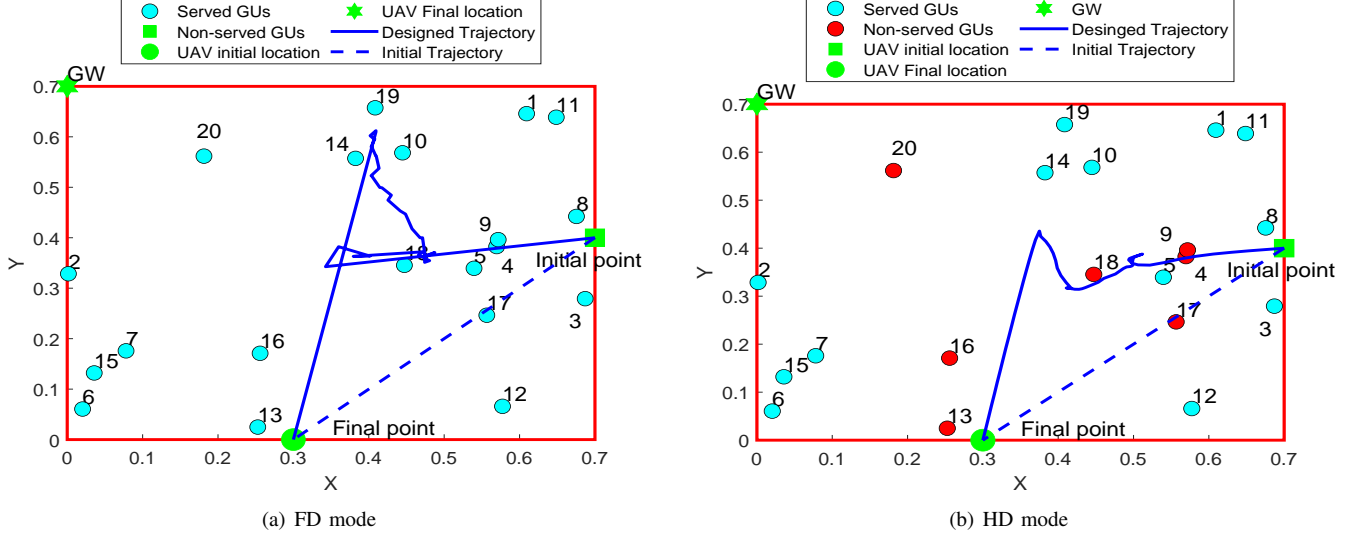 Served GUs
UAV Final location
Non-served GUs
Designed Trajectory
UAV initial location
Initial Trajectory
GW
0.7
0.6
0.5
0.4
0.3
0.2
0.1
0
Y
19
1
11
20
14
10
8
9
18
5
4
Initial point
2
17
3
7
16
15
6
12
13
Final point
0
0.1
0.2
0.3
0.4
0.5
0.6
0.7
X
(a) FD mode
Served GUs
GW
Non-served GUs
Desinged Trajectory
UAV initial location
Initial Trajectory
UAV Final location
GW
0.7
0.6
0.5
0.4
0.3
0.2
0.1
0
Y
19
1
11
20
14
10
8
9
18
5
4
Initial point
2
17
3
7
16
15
6
12
13
Final point
0
0.1
0.2
0.3
0.4
0.5
0.6
0.7
X
(b) HD mode